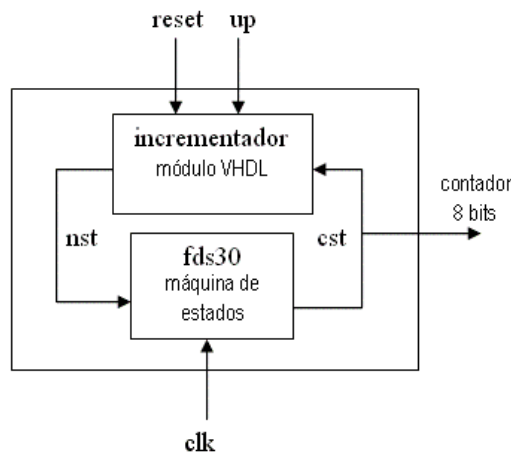 reset up
incrementador
módulo VHDL
contador
8 bits
nst
cst
fds30
máquina de
estados
clk